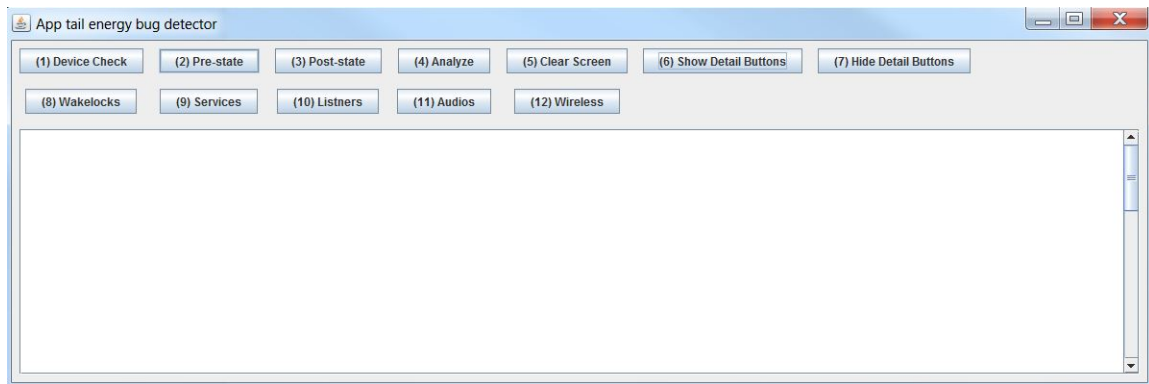 App tail energy bug detector
(1) Device Check (2) Pre-state (3) Post-state (4) Analyze (5) Clear Screen (6) Show Detail Buttons (7) Hide Detail Buttons
(8) Wakelocks (9) Services (10) Listners (11) Audios (12) Wireless